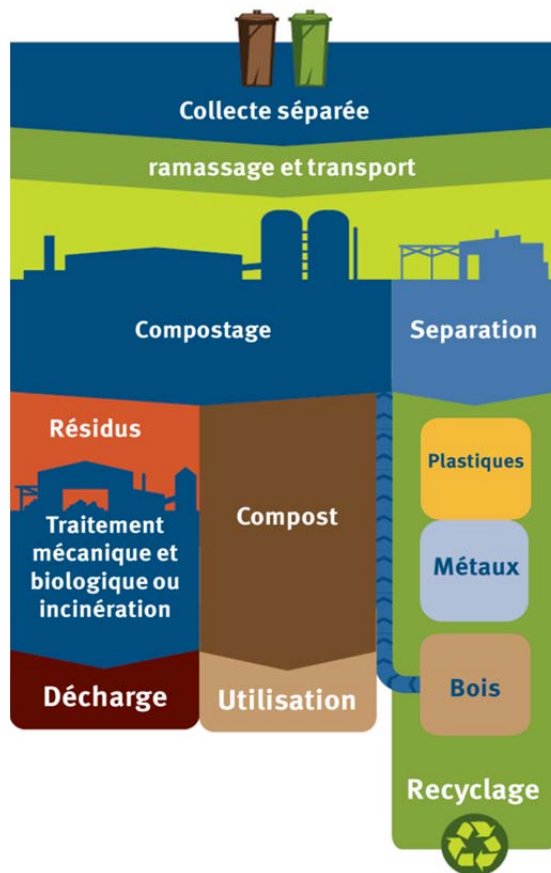 Collecte séparée
ramassage et transport
Compostage
Separation
Résidus
Traitement
mécanique et
biologique ou
incinération
Décharge
Compost
Utilisation
Plastiques
Métaux
Bois
Recyclage